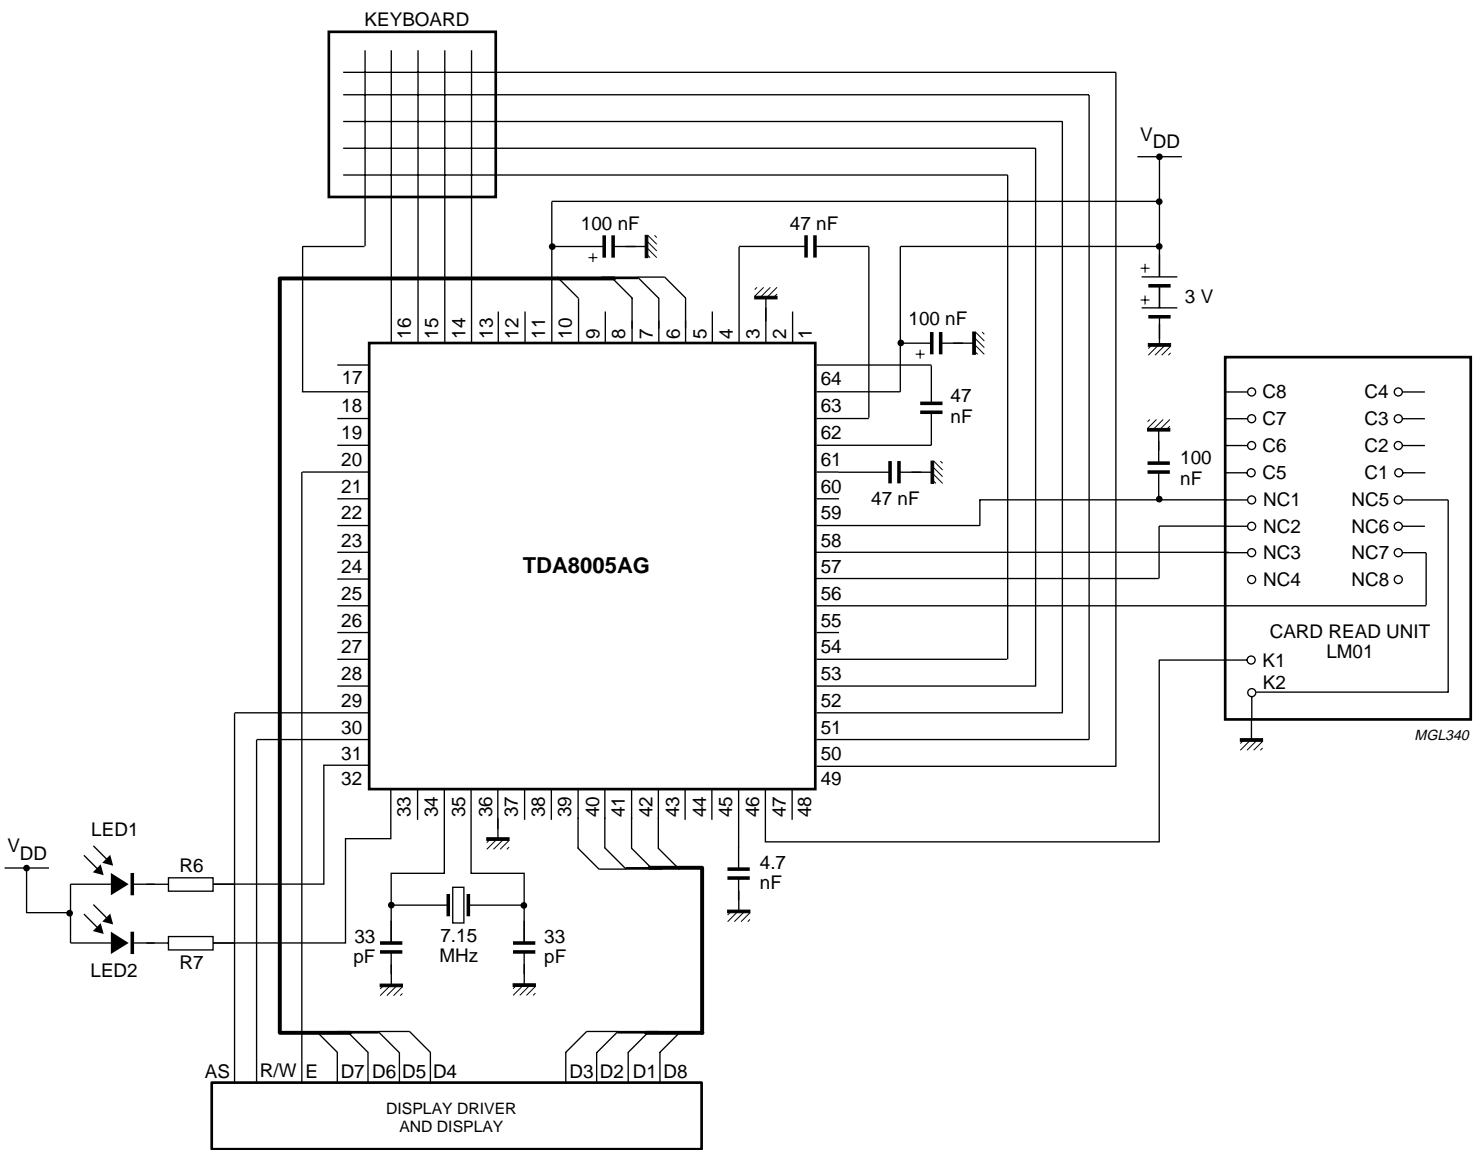 KEYBOARD
V DD
100 nF
+
47 nF
+
+
3 V
16 15 14 13 12 11 10 9 8 7 6 5 4 3 2 1
100 nF
+
17
18
19
20
21
22
23
24
25
26
27
28
29
30
31
32
TDA8005AG
64
63
62
61
60
59
58
57
56
55
54
53
52
51
50
49
47
nF
47 nF
100
nF
C8 C4
C7 C3
C6 C2
C5 C1
NC1 NC5
NC2 NC6
NC3 NC7
NC4 NC8
CARD READ UNIT
LM01
K1
K2
MGL340
33 34 35 36 37 38 39 40 41 42 43 44 45 46 47 48
V DD
LED1
R6
LED2
R7
33
pF
7.15
MHz
33
pF
4.7
nF
AS R/W E D7 D6 D5 D4 D3 D2 D1 D8
DISPLAY DRIVER
AND DISPLAY